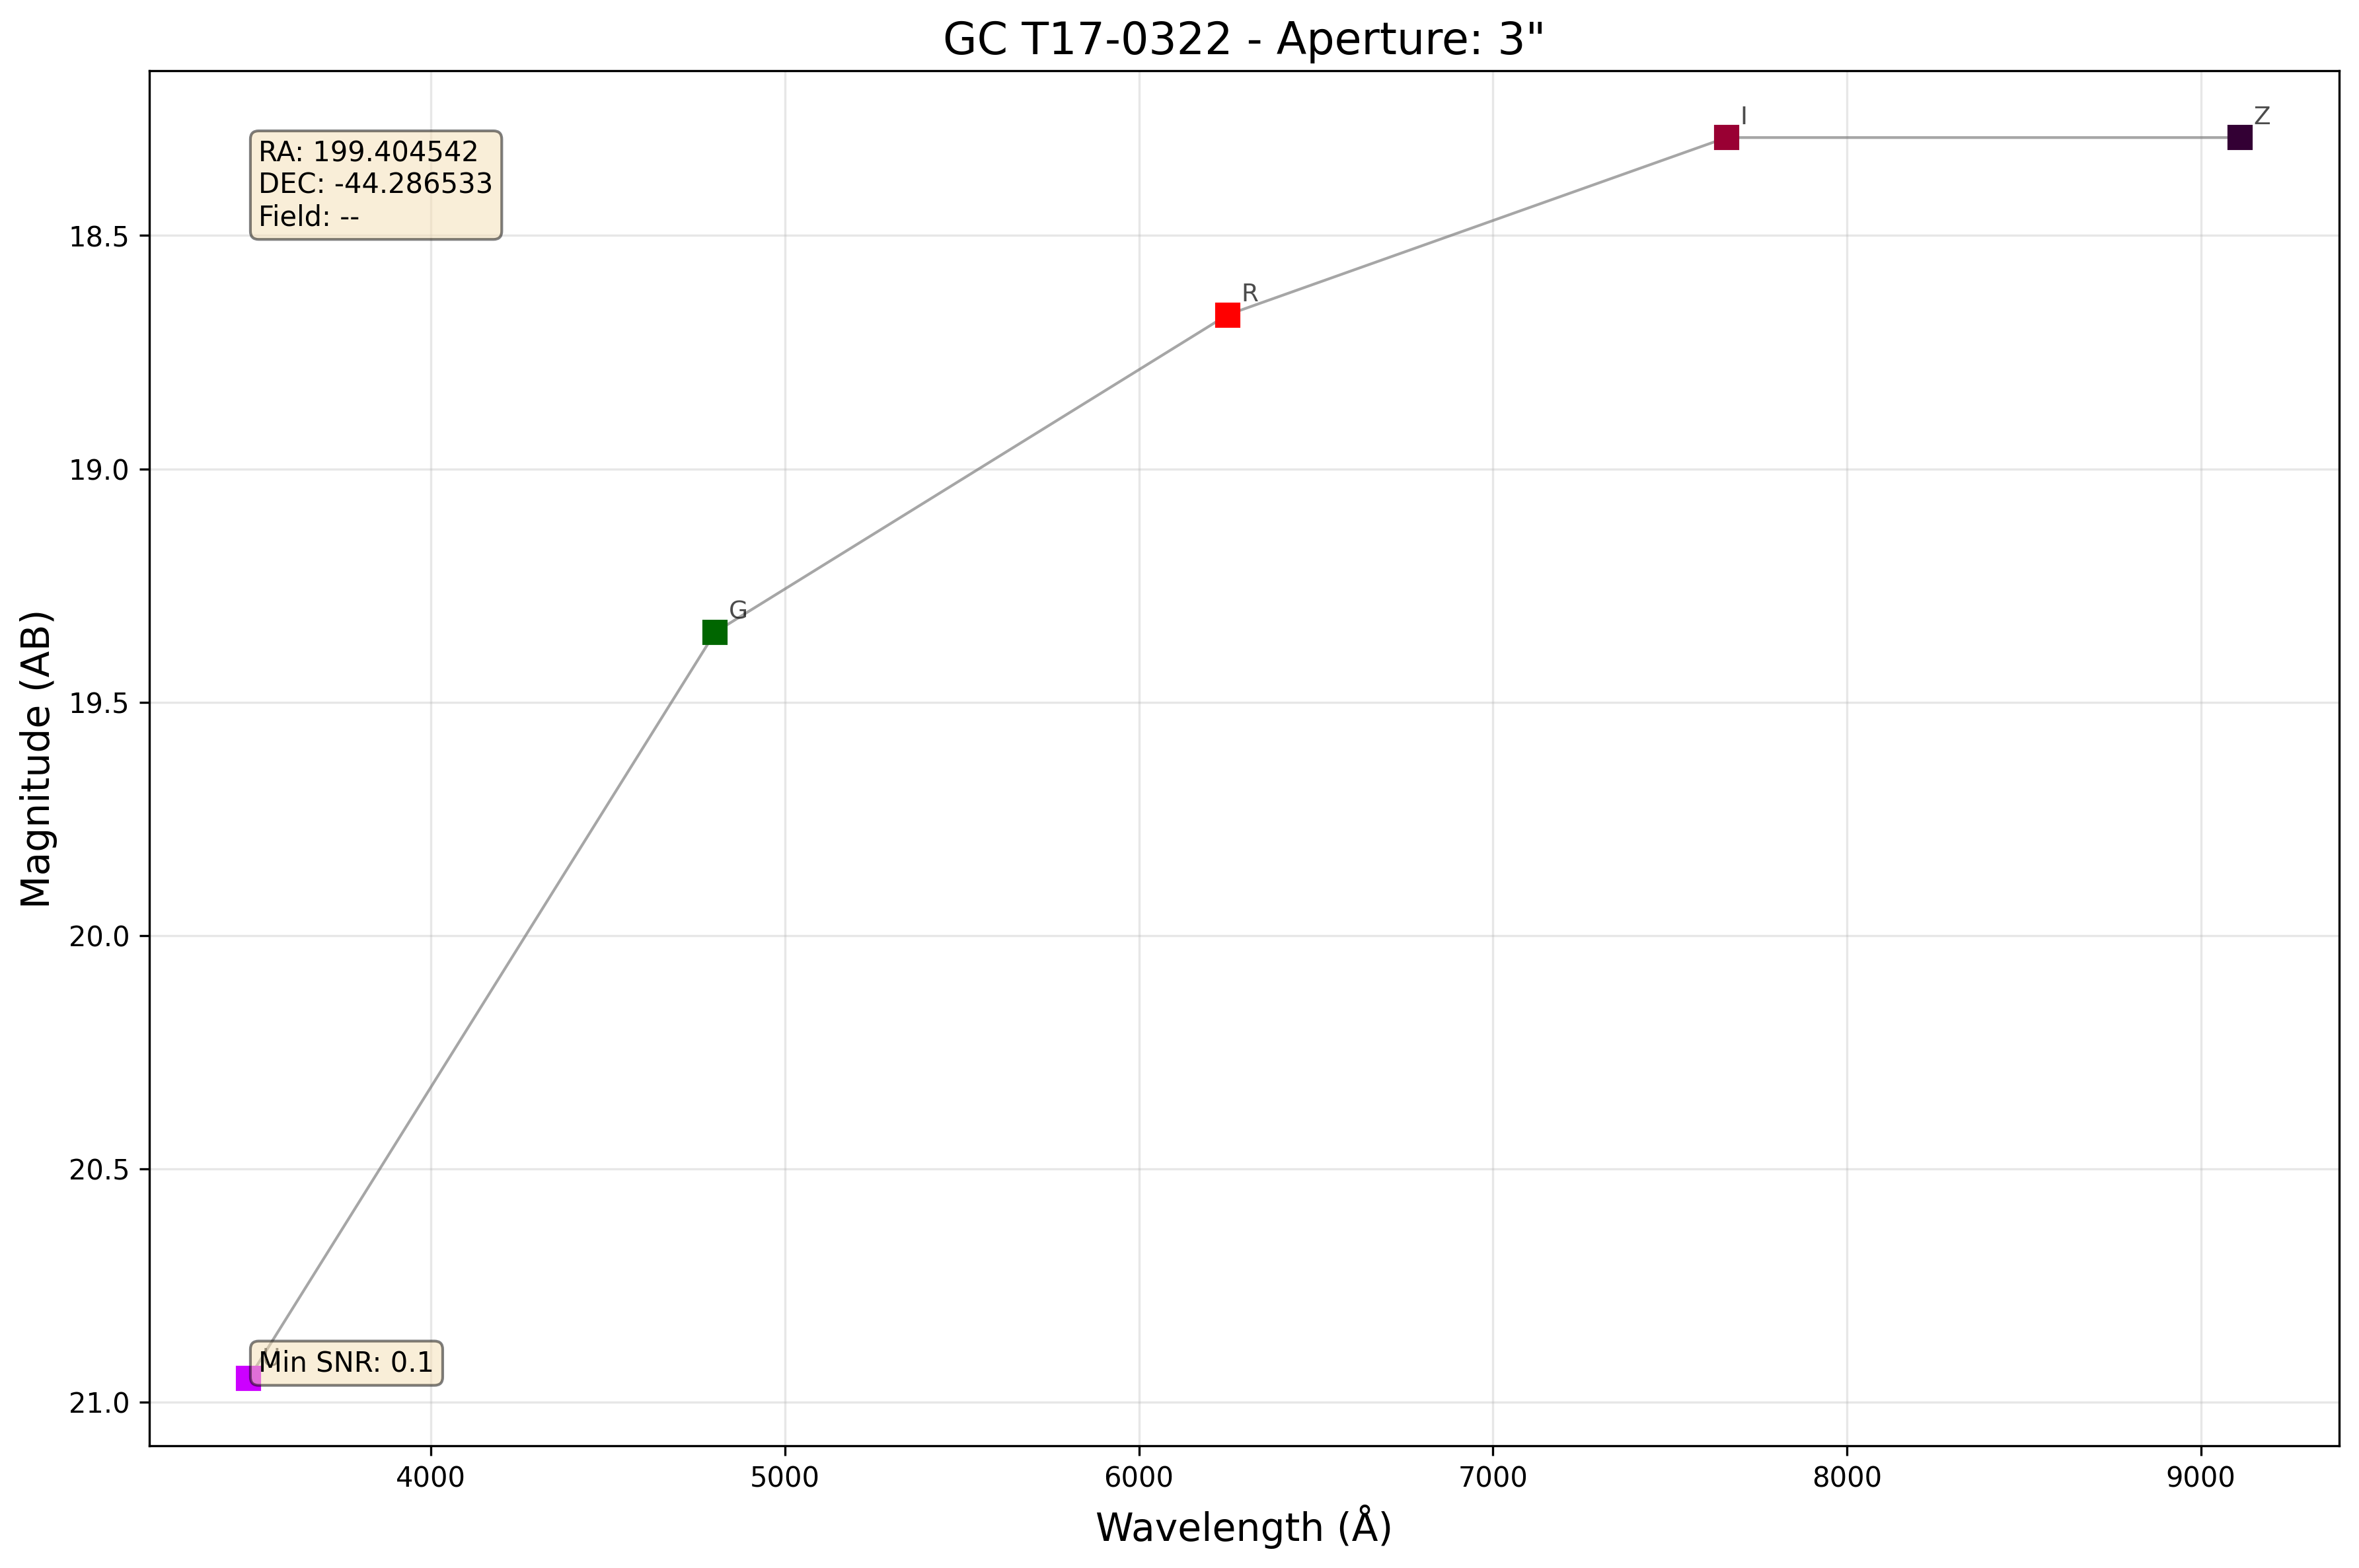 GC T17-0322 - Aperture: 3"
RA: 199.404542
DEC: -44.286533
Field: --
I
Z
R
G
Min SNR: 0.1
18.5
19.0
19.5
20.0
20.5
21.0
Magnitude (AB)
4000
5000
6000
7000
8000
9000
Wavelength (Å)